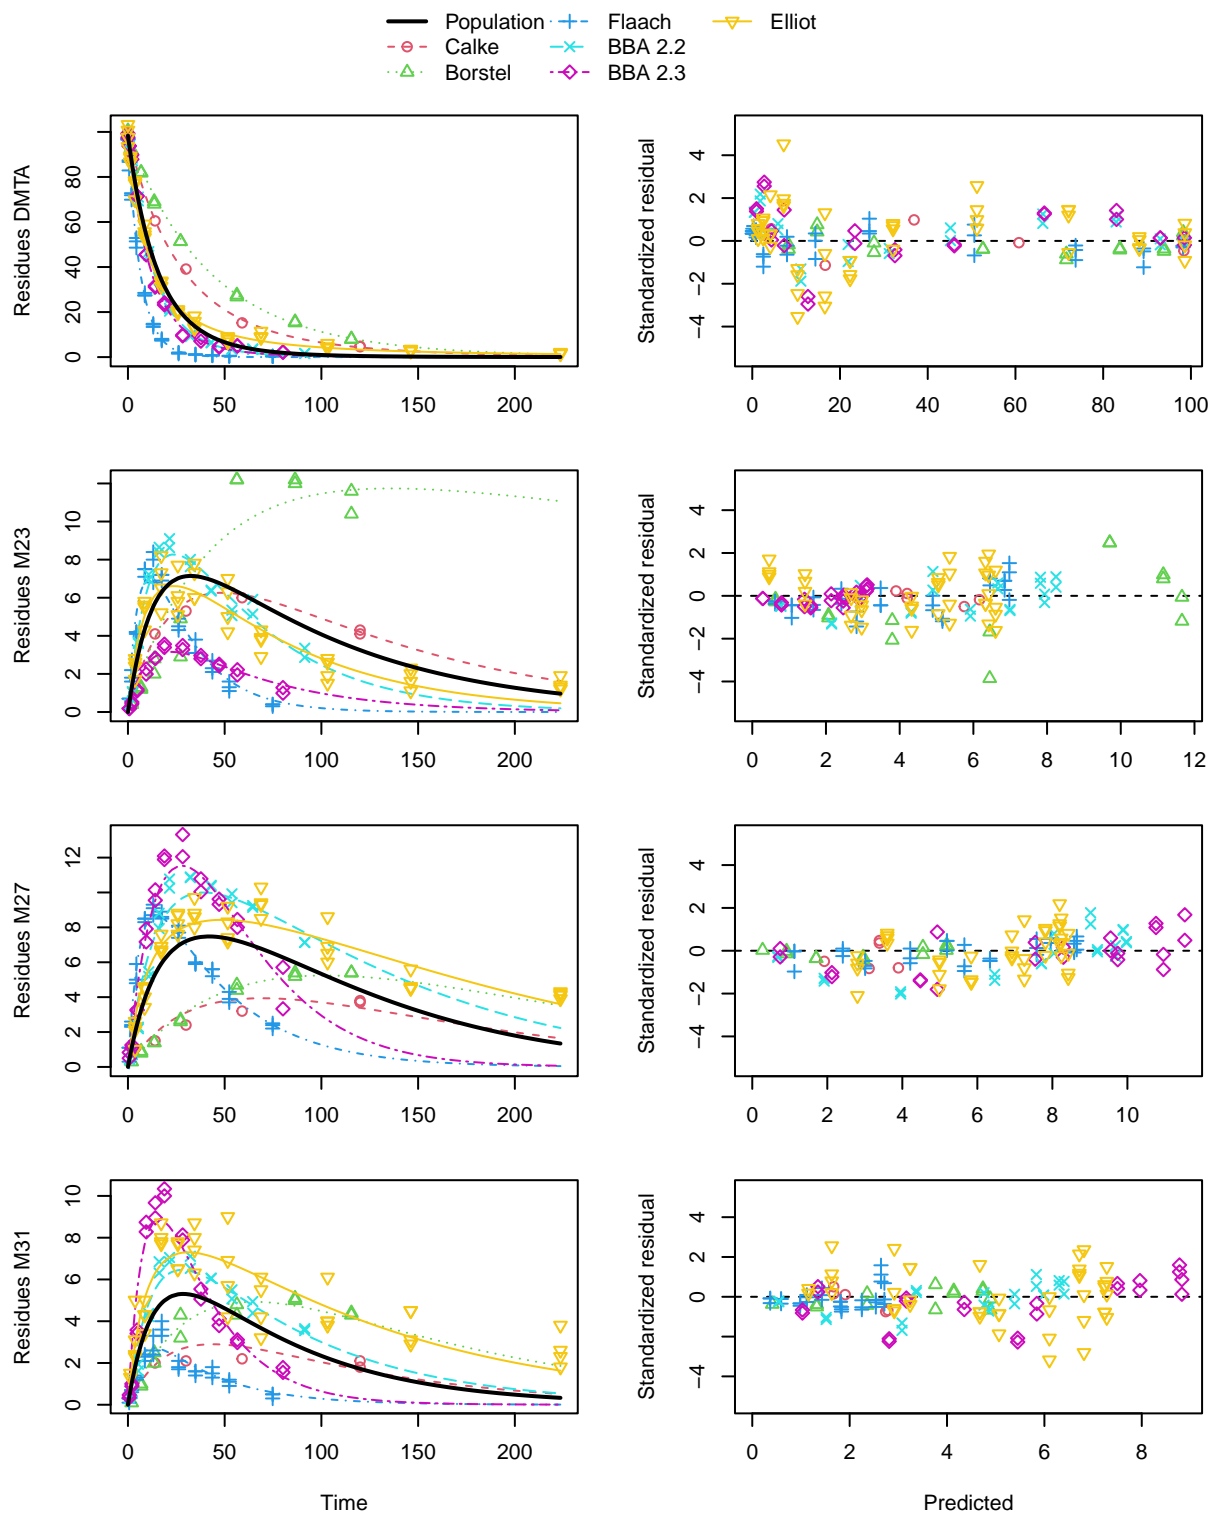 Population Flaach Elliot
Calke BBA 2.2
Borstel BBA 2.3
Residues DMTA
0 20 40 60 80
0 50 100 150 200
Standardized residual
−4 −2 0 2 4
0 20 40 60 80 100
Residues M23
0 2 4 6 8 10
0 50 100 150 200
Standardized residual
−4 −2 0 2 4
0 2 4 6 8 10 12
Residues M27
0 2 4 6 8 12
0 50 100 150 200
Standardized residual
−4 −2 0 2 4
0 2 4 6 8 10
Residues M31
0 2 4 6 8 10
0 50 100 150 200
Time
Standardized residual
−4 −2 0 2 4
0 2 4 6 8
Predicted